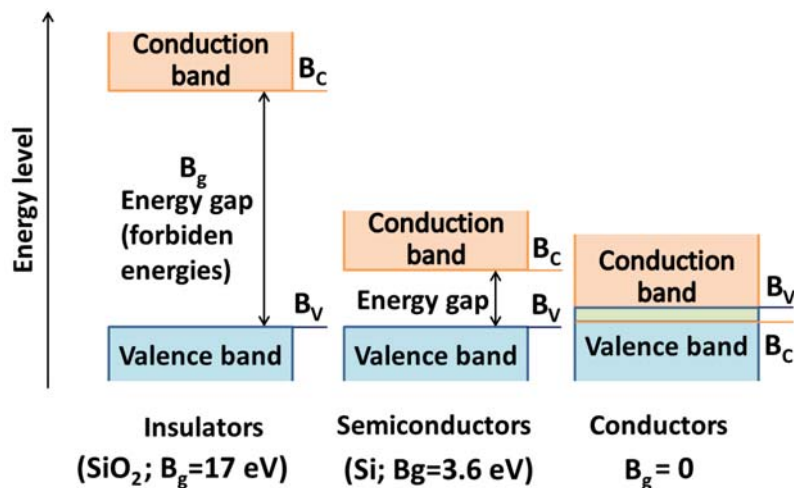 Energy level
Conduction
band
B_C
B_g
Energy gap
(forbiden
energies)
B_V
Valence band
Insulators
(SiO₂; B_g=17 eV)
Conduction
band
B_C
Energy gap
B_V
Valence band
Semiconductors
(Si; Bg=3.6 eV)
Conduction
band
B_V
Valence band
B_C
Conductors
B_g = 0